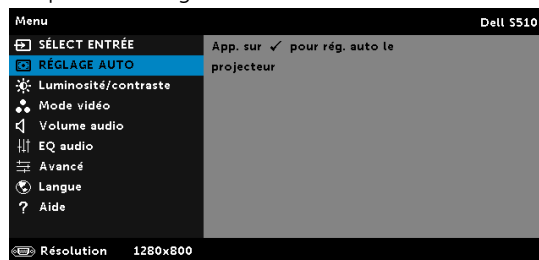 Menu Dell S510
SÉLECT ENTRÉE
RÉGLAGE AUTO
Luminosité/contraste
Mode vidéo
Volume audio
EQ audio
Avancé
Langue
? Aide
App. sur ✓ pour rég. auto le
projecteur
Résolution 1280x800